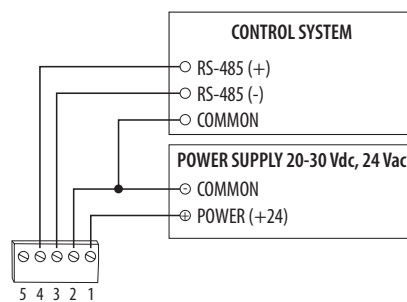 CONTROL SYSTEM
RS-485 (+)
RS-485 (-)
COMMON
POWER SUPPLY 20-30 Vdc, 24 Vac
COMMON
POWER (+24)
5 4 3 2 1